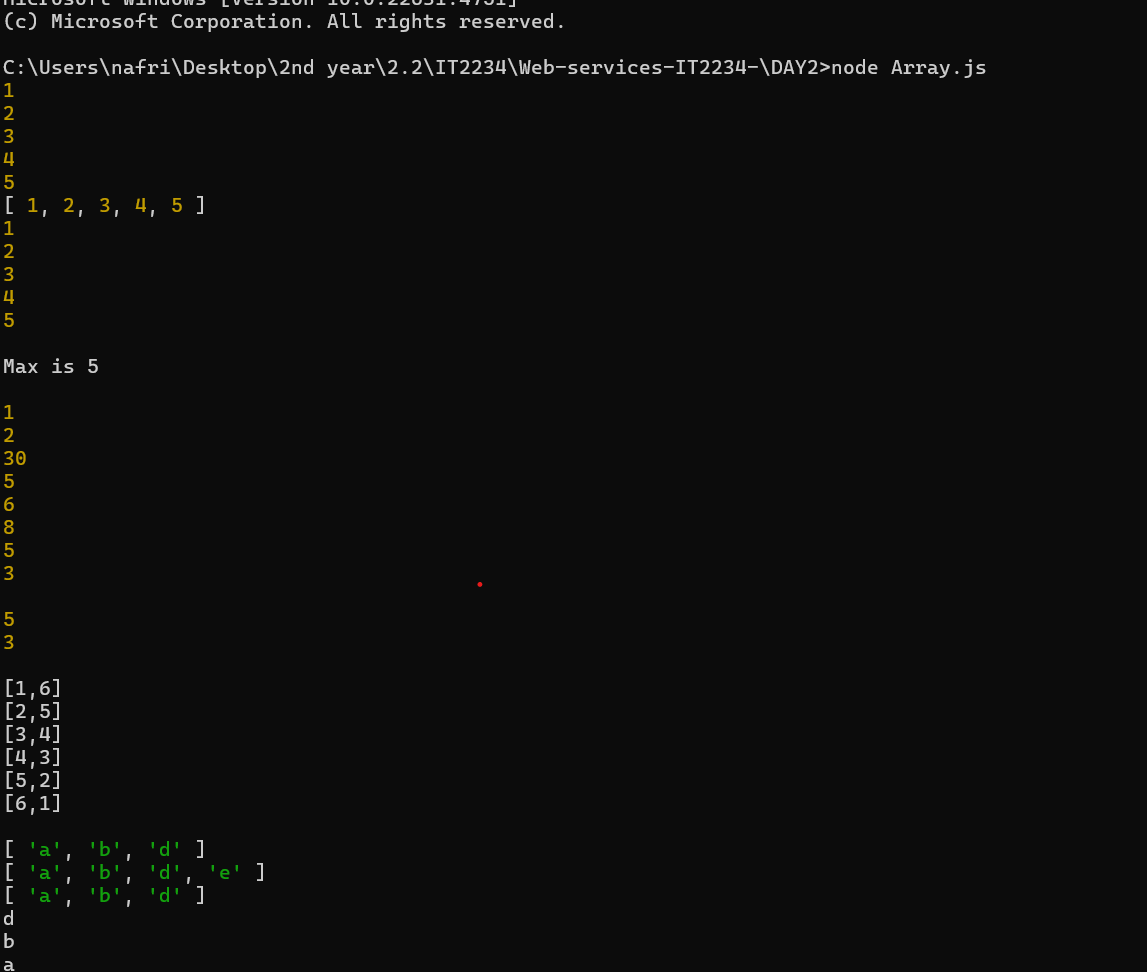 Microsoft Windows [Version 10.0.22631.4751]
(c) Microsoft Corporation. All rights reserved.
C:\Users\nafri\Desktop\2nd year\2.2\IT2234\Web-services-IT2234-\DAY2>node Array.js
1
2
3
4
5
[ 1, 2, 3, 4, 5 ]
1
2
3
4
5
Max is 5
1
2
30
5
6
8
5
3
5
3
[1,6]
[2,5]
[3,4]
[4,3]
[5,2]
[6,1]
[ 'a', 'b', 'd' ]
[ 'a', 'b', 'd', 'e' ]
[ 'a', 'b', 'd' ]
d
b
a